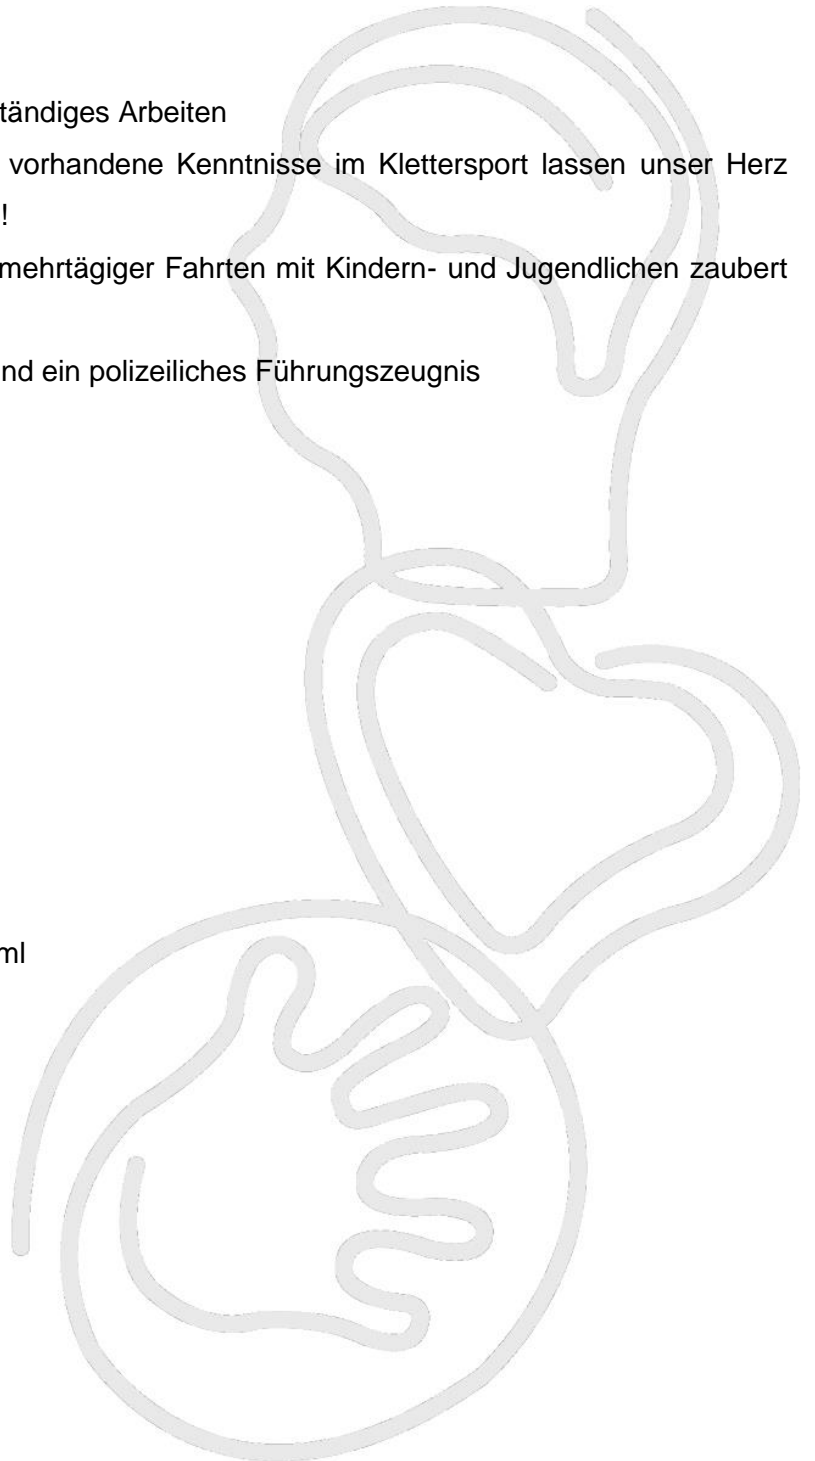 tändiges Arbeiten
vorhandene Kenntnisse im Klettersport lassen unser Herz
!
mehrtägiger Fahrten mit Kindern- und Jugendlichen zaubert
nd ein polizeiliches Führungszeugnis
ml